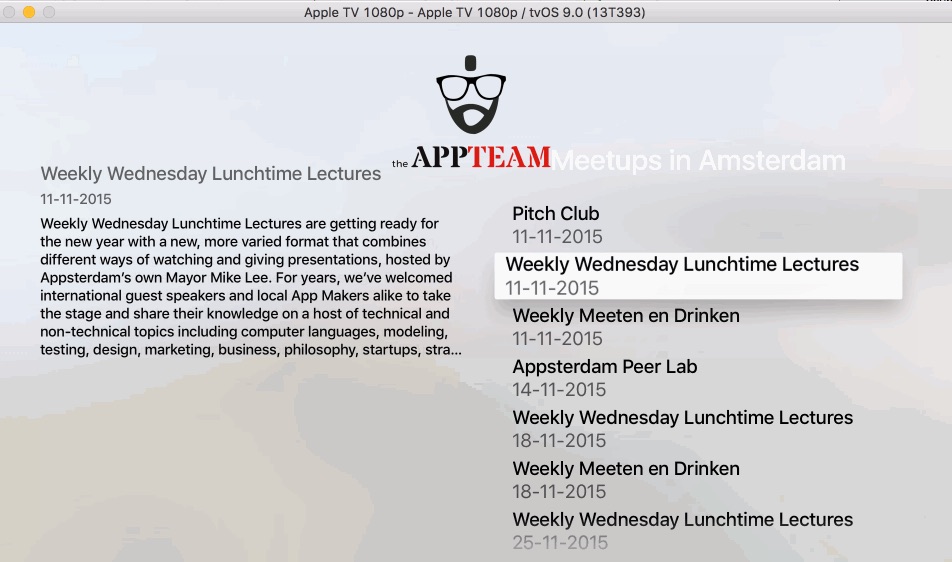 Apple TV 1080p - Apple TV 1080p / tvOS 9.0 (13T393)
the APPTEAM
Meetups in Amsterdam
Weekly Wednesday Lunchtime Lectures
11-11-2015
Weekly Wednesday Lunchtime Lectures are getting ready for
the new year with a new, more varied format that combines
different ways of watching and giving presentations, hosted by
Appsterdam’s own Mayor Mike Lee. For years, we’ve welcomed
international guest speakers and local App Makers alike to take
the stage and share their knowledge on a host of technical and
non-technical topics including computer languages, modeling,
testing, design, marketing, business, philosophy, startups, stra...
Pitch Club
11-11-2015
Weekly Wednesday Lunchtime Lectures
11-11-2015
Weekly Meeten en Drinken
11-11-2015
Appsterdam Peer Lab
14-11-2015
Weekly Wednesday Lunchtime Lectures
18-11-2015
Weekly Meeten en Drinken
18-11-2015
Weekly Wednesday Lunchtime Lectures
25-11-2015